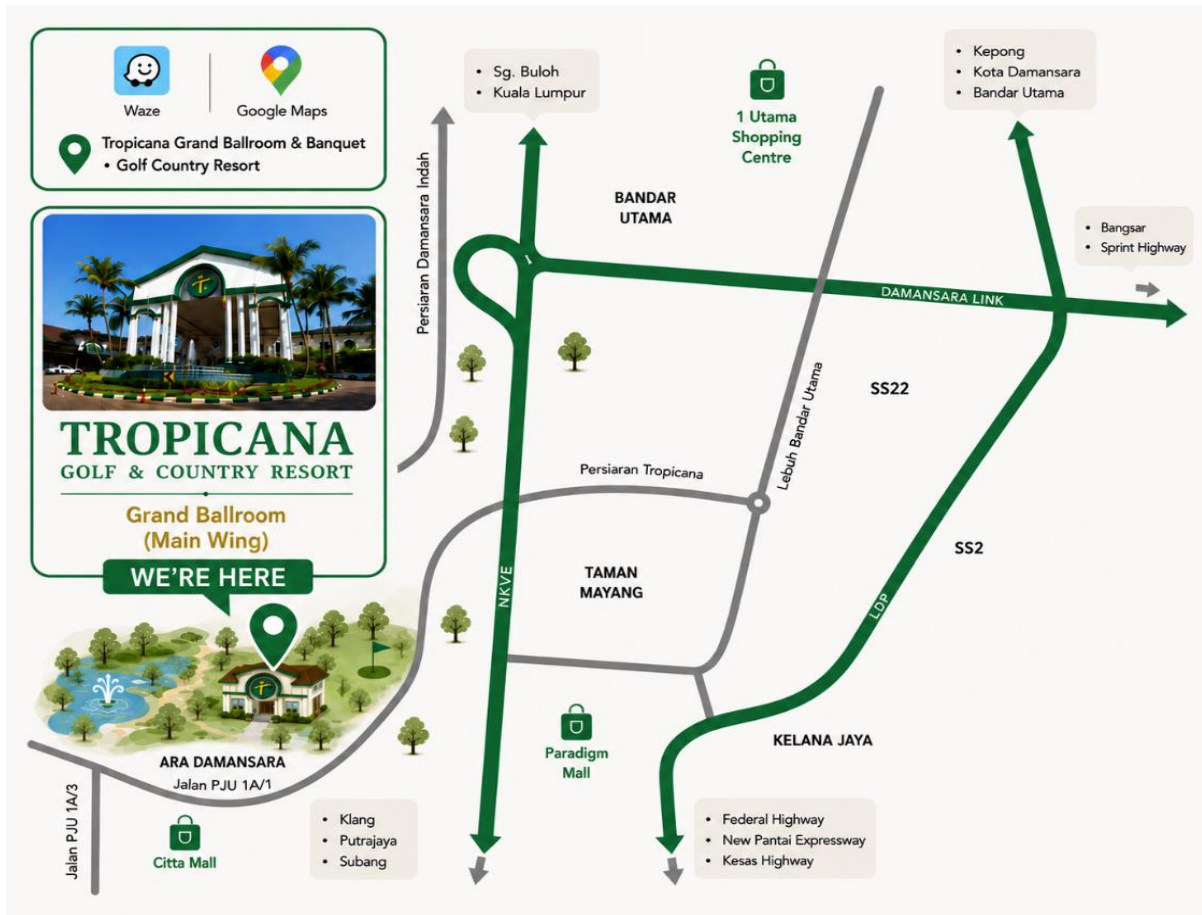 Waze
Google Maps
Tropicana Grand Ballroom & Banquet
• Golf Country Resort
TROPICANA
GOLF & COUNTRY RESORT
Grand Ballroom
(Main Wing)
WE'RE HERE
ARA DAMANSARA
Jalan PJU 1A/1
Jalan PJU 1A/3
Citta Mall
• Klang
• Putrajaya
• Subang
Persiaran Damansara Indah
• Sg. Buloh
• Kuala Lumpur
BANDAR
UTAMA
1 Utama
Shopping
Centre
• Kepong
• Kota Damansara
• Bandar Utama
• Bangsar
• Sprint Highway
DAMANSARA LINK
Lebuh Bandar Utama
SS22
Persiaran Tropicana
SS2
NKVE
TAMAN
MAYANG
LDP
Paradigm
Mall
KELANA JAYA
• Federal Highway
• New Pantai Expressway
• Kesas Highway